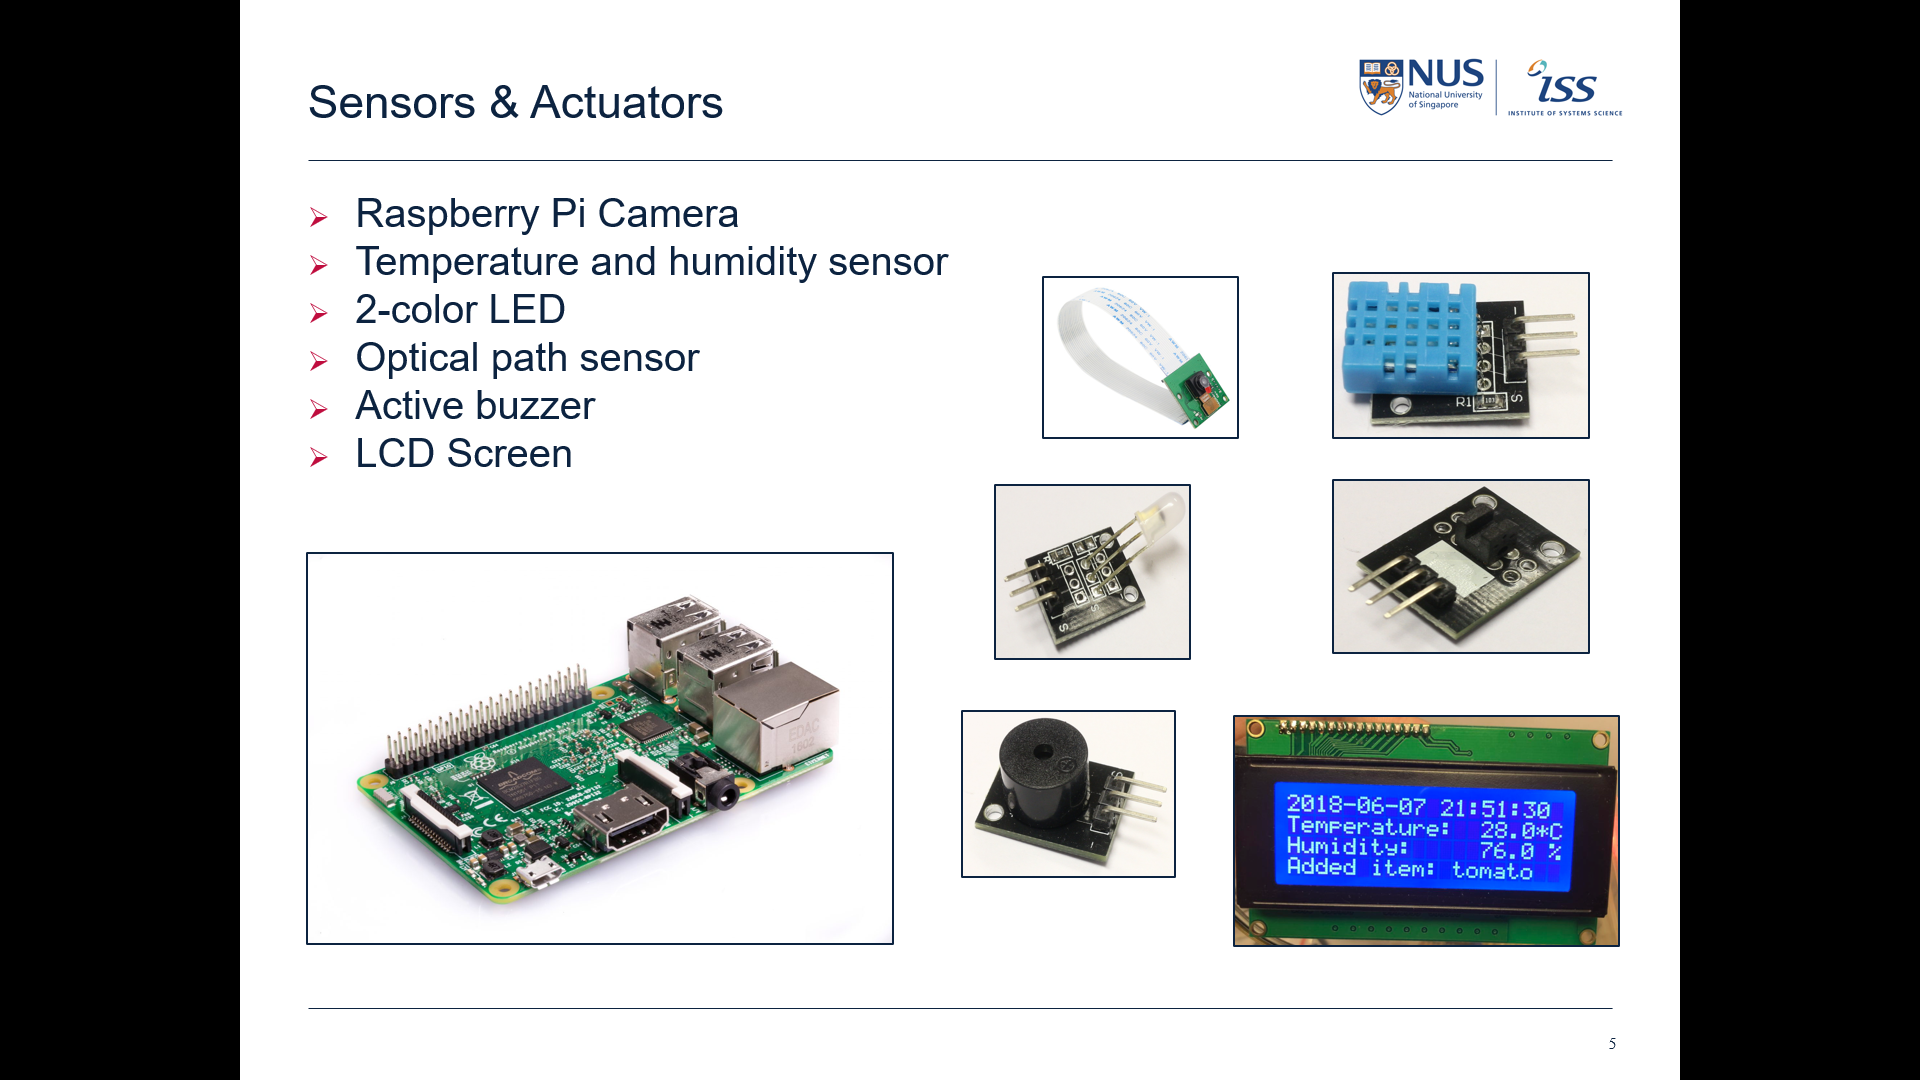 Sensors & Actuators
NUS
National University
of Singapore
ISS
INSTITUTE OF SYSTEMS SCIENCE
Raspberry Pi Camera
Temperature and humidity sensor
2-color LED
Optical path sensor
Active buzzer
LCD Screen
R1
S
S
S
EDAC
2018-06-07 21:51:30
Temperature: 28.0*C
Humidity: 76.0 %
Added item: tomato
5